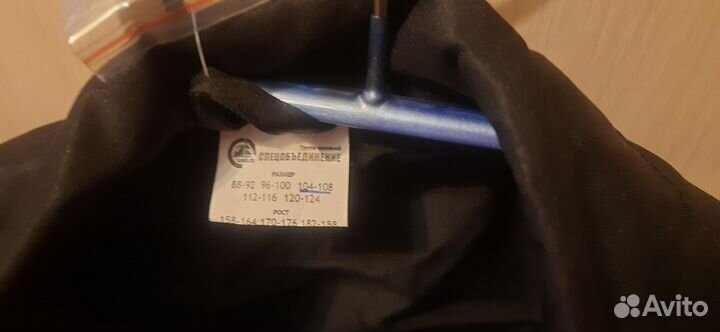 Группа компаний
СПЕЦОБЪЕДИНЕНИЕ
РАЗМЕР
88-92 96-100 104-108
112-116 120-124
РОСТ
158-164 170-176 182-188
Avito